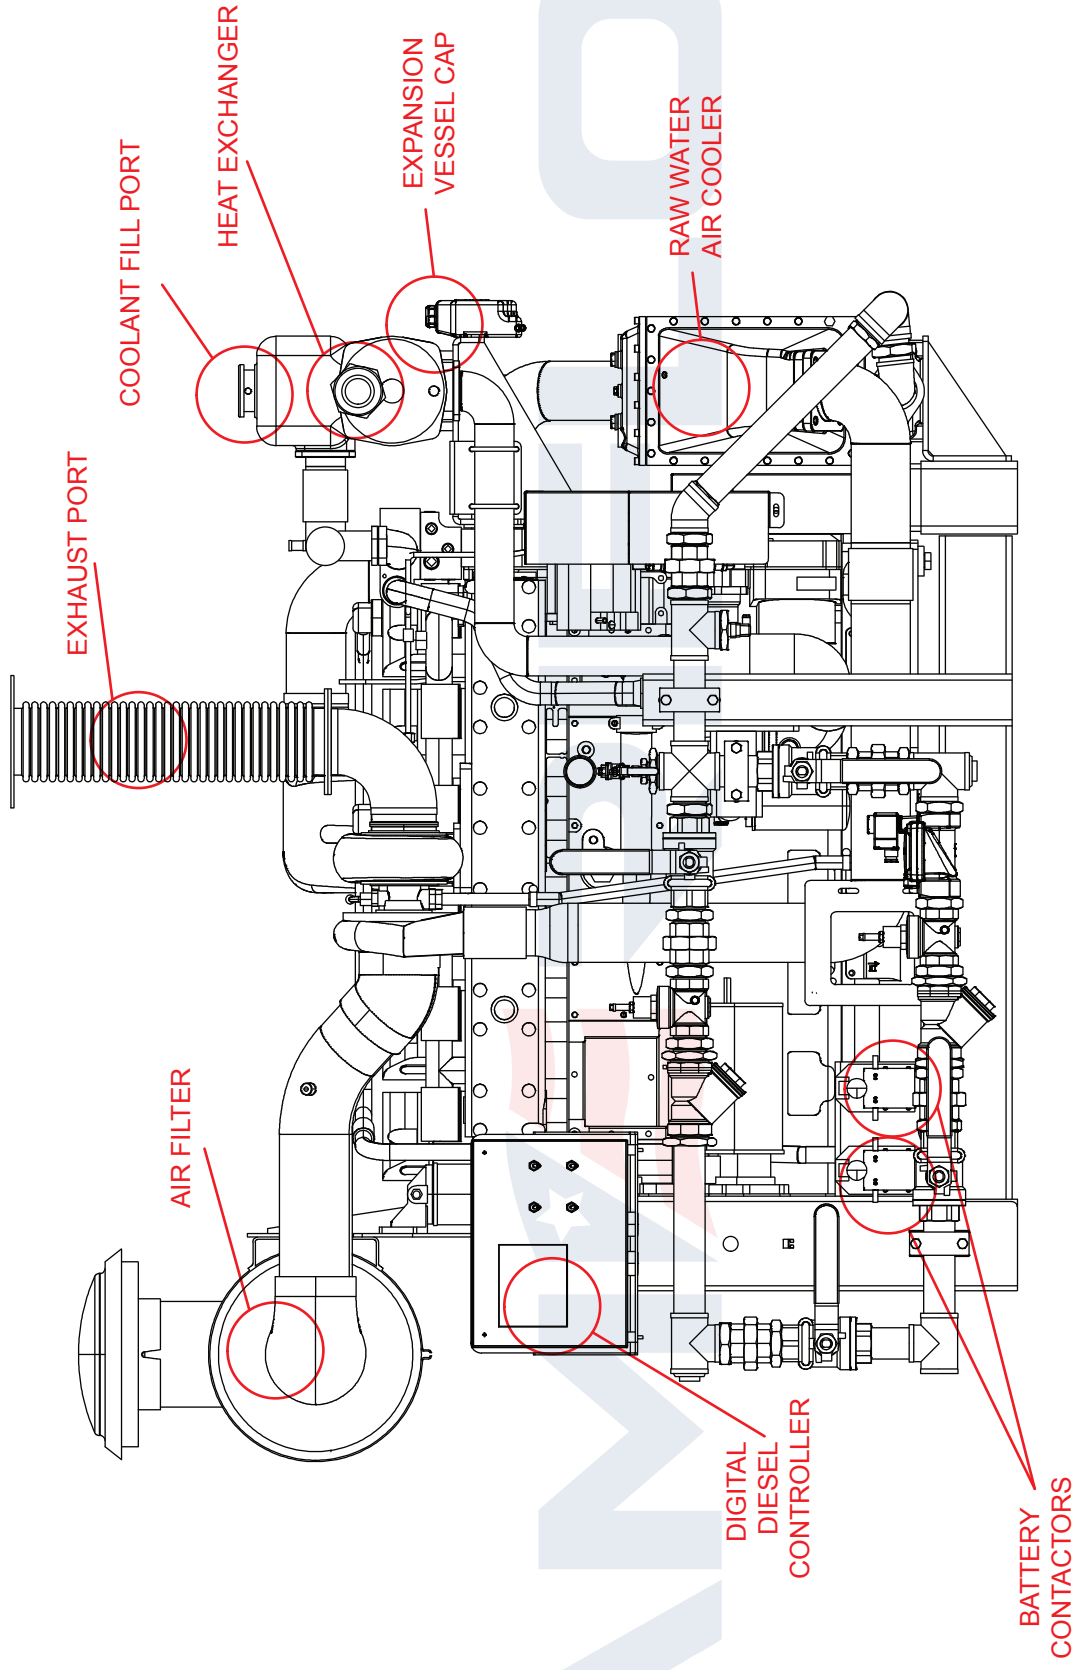 EXHAUST PORT
COOLANT FILL PORT
AIR FILTER
HEAT EXCHANGER
EXPANSION
VESSEL CAP
RAW WATER
AIR COOLER
DIGITAL
DIESEL
CONTROLLER
BATTERY
CONTACTORS